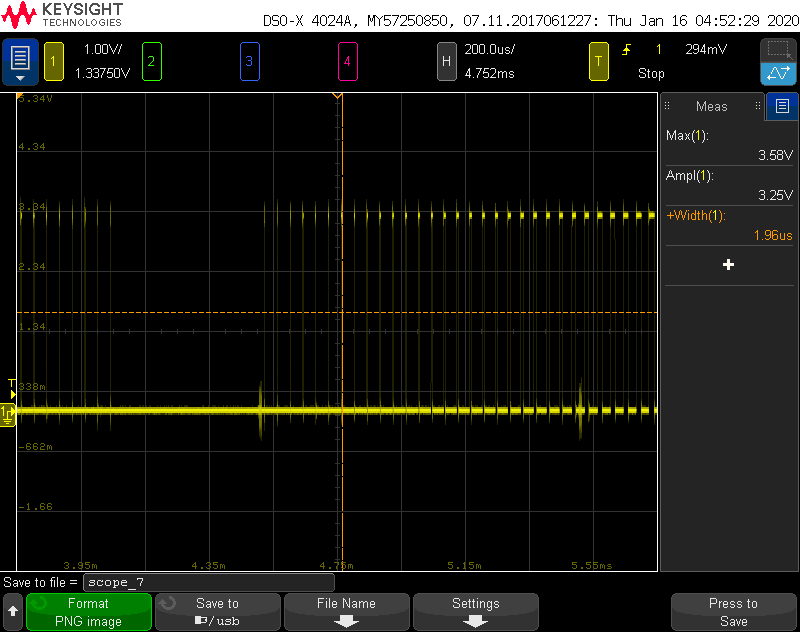 KEYSIGHT
TECHNOLOGIES
DSO-X 4024A, MY57250850, 07.11.2017061227: Thu Jan 16 04:52:29 2020
1
1.00V/
1.33750V
2
3
4
H
200.0us/
4.752ms
T
1
294mV
Stop
5.34V
4.34
3.34
2.34
1.34
338m
-662m
-1.66
T
1
3.95m
4.35m
4.75m
5.15m
5.55ms
Meas
Max(1):
3.58V
Ampl(1):
3.25V
+Width(1):
1.96us
Save to file = scope_7
Format
PNG image
Save to
/usb
File Name
Settings
Press to
Save